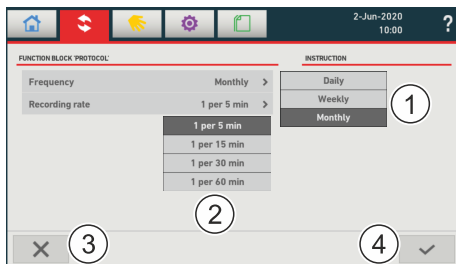 2-Jun-2020
10:00
?
FUNCTION BLOCK 'PROTOCOL'
INSTRUCTION
Frequency Monthly >
Recording rate 1 per 5 min >
Daily
Weekly
Monthly
1
1 per 5 min
1 per 15 min
1 per 30 min
1 per 60 min
2
3
4